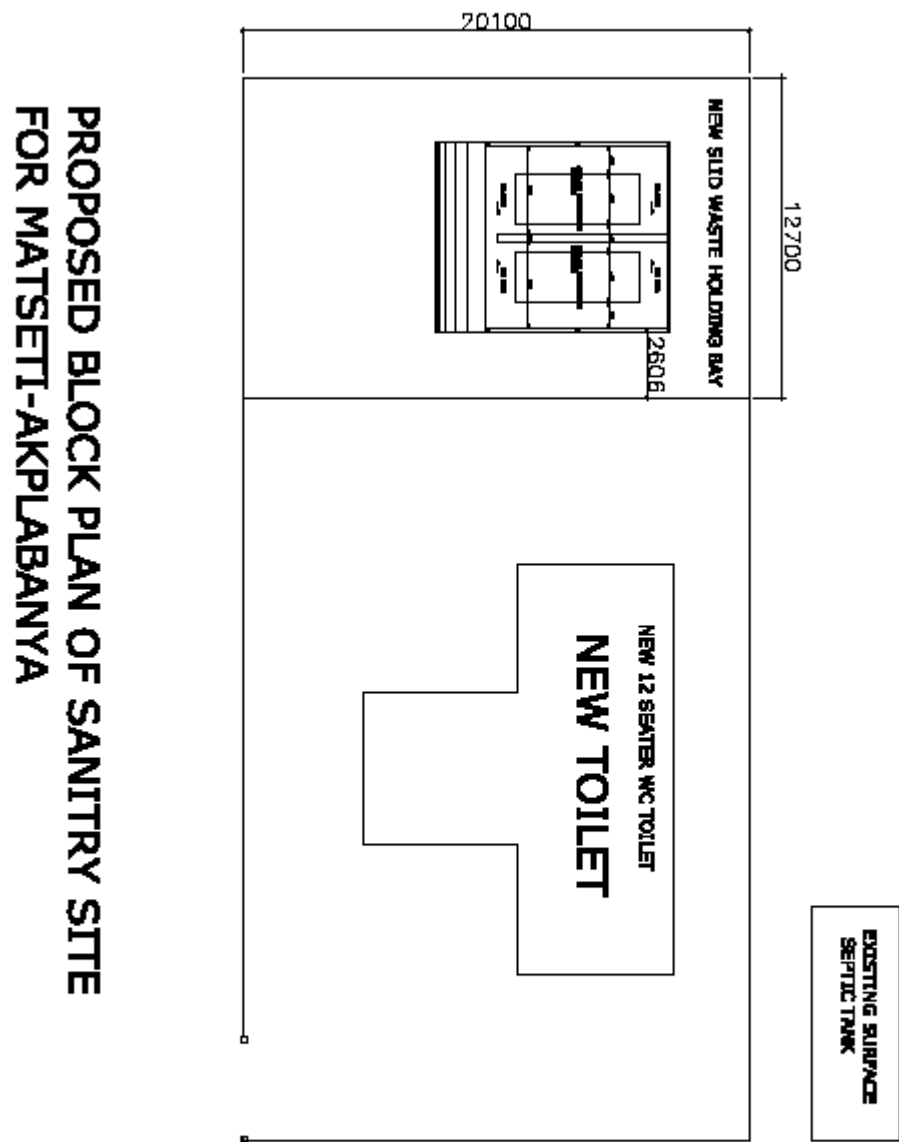 20100
12700
NEW SLID WASTE HOLDING BAY
2606
NEW 12 SEATER WC TOILET
NEW TOILET
EXISTING SURFACE
SEPTIC TANK
PROPOSED BLOCK PLAN OF SANITRY SITE
FOR MATSETI-AKPLABANYA